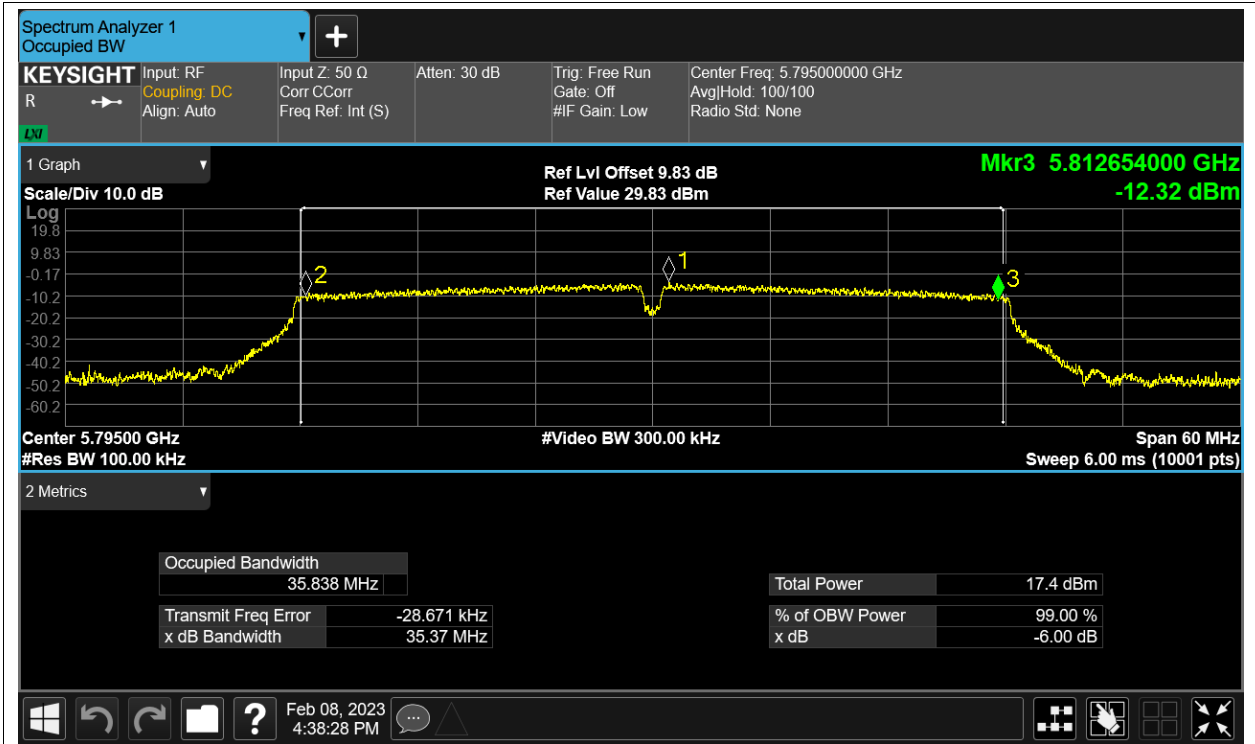 Spectrum Analyzer 1
Occupied BW
+
KEYSIGHT Input: RF Input Z: 50 Ω Atten: 30 dB Trig: Free Run Center Freq: 5.795000000 GHz
R Coupling: DC Corr CCorr Gate: Off Avg|Hold: 100/100
Align: Auto Freq Ref: Int (S) #IF Gain: Low Radio Std: None
LXI
1 Graph Ref Lvl Offset 9.83 dB Mkr3 5.812654000 GHz
Scale/Div 10.0 dB Ref Value 29.83 dBm -12.32 dBm
Log
19.8
9.83
-0.17
-10.2
-20.2
-30.2
-40.2
-50.2
-60.2
2
1
3
Center 5.79500 GHz #Video BW 300.00 kHz Span 60 MHz
#Res BW 100.00 kHz Sweep 6.00 ms (10001 pts)
2 Metrics
Occupied Bandwidth
35.838 MHz Total Power 17.4 dBm
Transmit Freq Error -28.671 kHz % of OBW Power 99.00 %
x dB Bandwidth 35.37 MHz x dB -6.00 dB
? Feb 08, 2023
4:38:28 PM